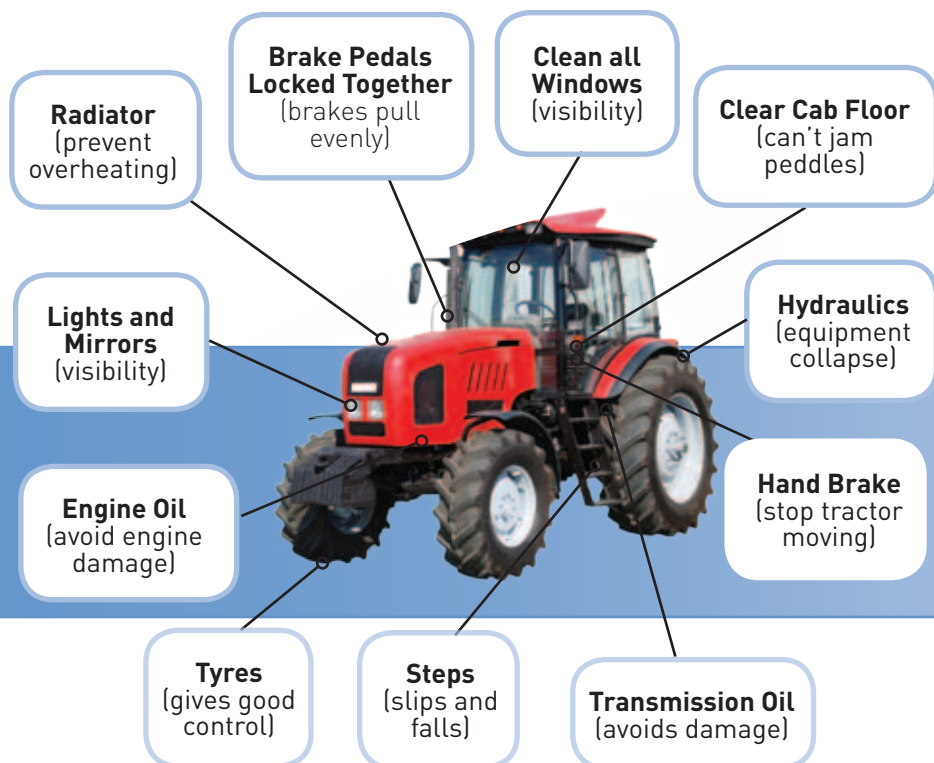 Radiator
(prevent
overheating)
Brake Pedals
Locked Together
(brakes pull
evenly)
Clean all
Windows
(visibility)
Clear Cab Floor
(can't jam
peddles)
Lights and
Mirrors
(visibility)
Hydraulics
(equipment
collapse)
Engine Oil
(avoid engine
damage)
Hand Brake
(stop tractor
moving)
Tyres
(gives good
control)
Steps
(slips and
falls)
Transmission Oil
(avoids damage)